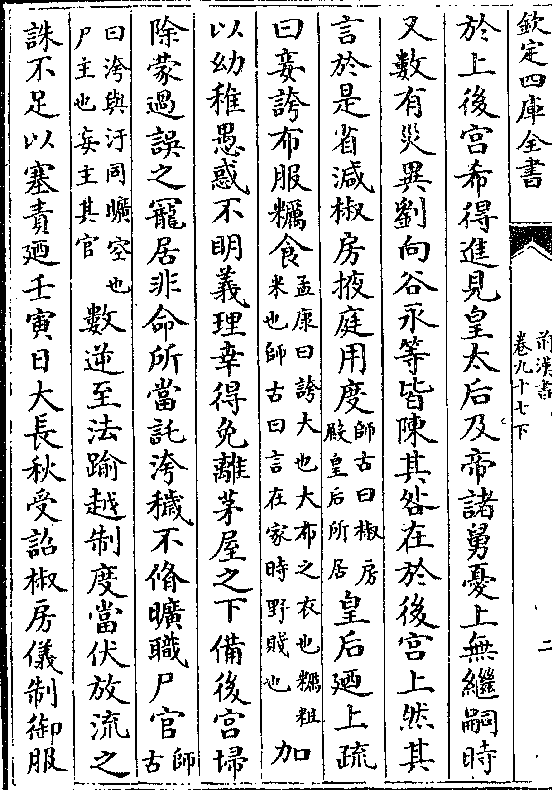 欽定四庫全書
前漢書
卷九十七下
二
於上後宮希得進見皇太后及帝諸舅憂上無繼嗣時
又數有災異劉向谷永等皆陳其咎在於後宮上然其
言於是省減椒房掖庭用度師古曰椒房
殿皇后所居皇后廼上疏
曰妾誇布服糲食孟康曰誇大也大布之衣也糲粗
米也師古曰言在家時野賤也加
以幼稚愚惑不明義理幸得免離茅屋之下備後宮埽
除蒙過誤之寵居非命所當託洿穢不脩曠職尸官師
古
曰洿與汙同曠空也
尸主也妄主其官數逆至法踰越制度當伏放流之
誅不足以塞責廼壬寅日大長秋受詔椒房儀制御服